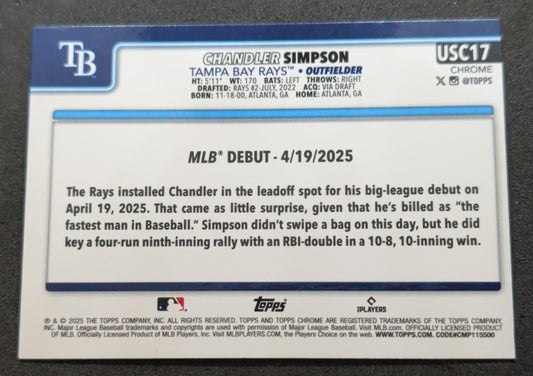 TB
CHANDLER SIMPSON
USC17
TAMPA BAY RAYS™ • OUTFIELDER
CHROME
HT: 5'11" WT: 170 BATS: LEFT THROWS: RIGHT
X @TOPPS
DRAFTED: RAYS #2-JULY, 2022 ACQ: VIA DRAFT
BORN: 11-18-00, ATLANTA, GA HOME: ATLANTA, GA
MLB® DEBUT - 4/19/2025
The Rays installed Chandler in the leadoff spot for his big-league debut on
April 19, 2025. That came as little surprise, given that he's billed as "the
fastest man in Baseball." Simpson didn't swipe a bag on this day, but he did
key a four-run ninth-inning rally with an RBI-double in a 10-8, 10-inning win.
Topps
PLAYERS
® & © 2025 THE TOPPS COMPANY, INC. ALL RIGHTS RESERVED. TOPPS AND TOPPS CHROME ARE REGISTERED TRADEMARKS OF THE TOPPS COMPANY,
INC. Major League Baseball trademarks and copyrights are used with permission of Major League Baseball. Visit MLB.com. OFFICIALLY LICENSED PRODUCT
OF MLB. Officially Licensed Product of MLB Players, Inc. Visit MLBPLAYERS.COM, the Players Choice on the web. WWW.TOPPS.COM. CODE#CMP115500